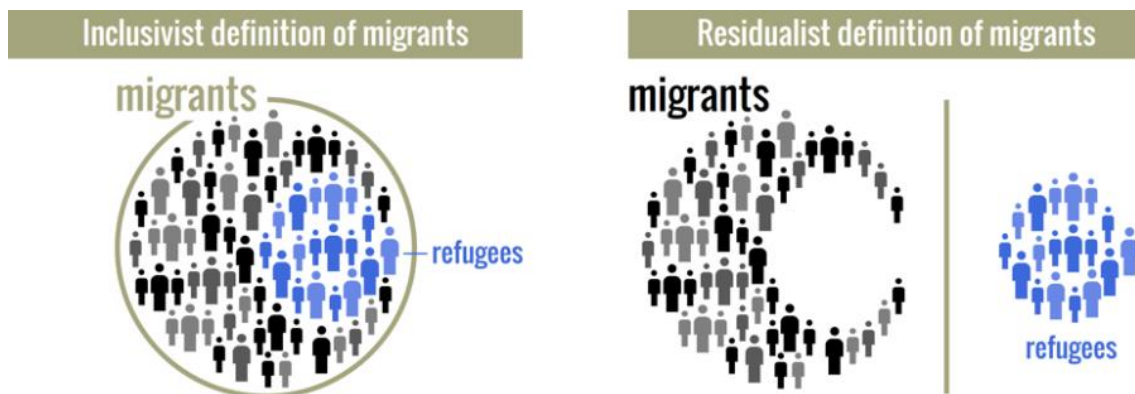 Inclusivist definition of migrants
migrants
refugees
Residualist definition of migrants
migrants
refugees